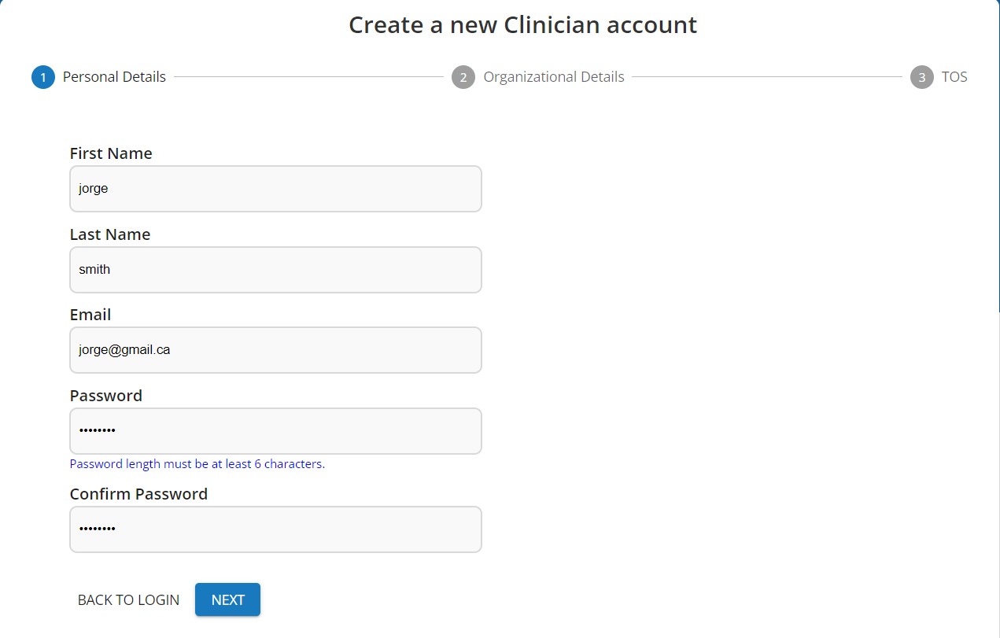 Create a new Clinician account
1 Personal Details 2 Organizational Details 3 TOS
First Name
jorge
Last Name
smith
Email
jorge@gmail.ca
Password
••••••••
Password length must be at least 6 characters.
Confirm Password
••••••••
BACK TO LOGIN NEXT